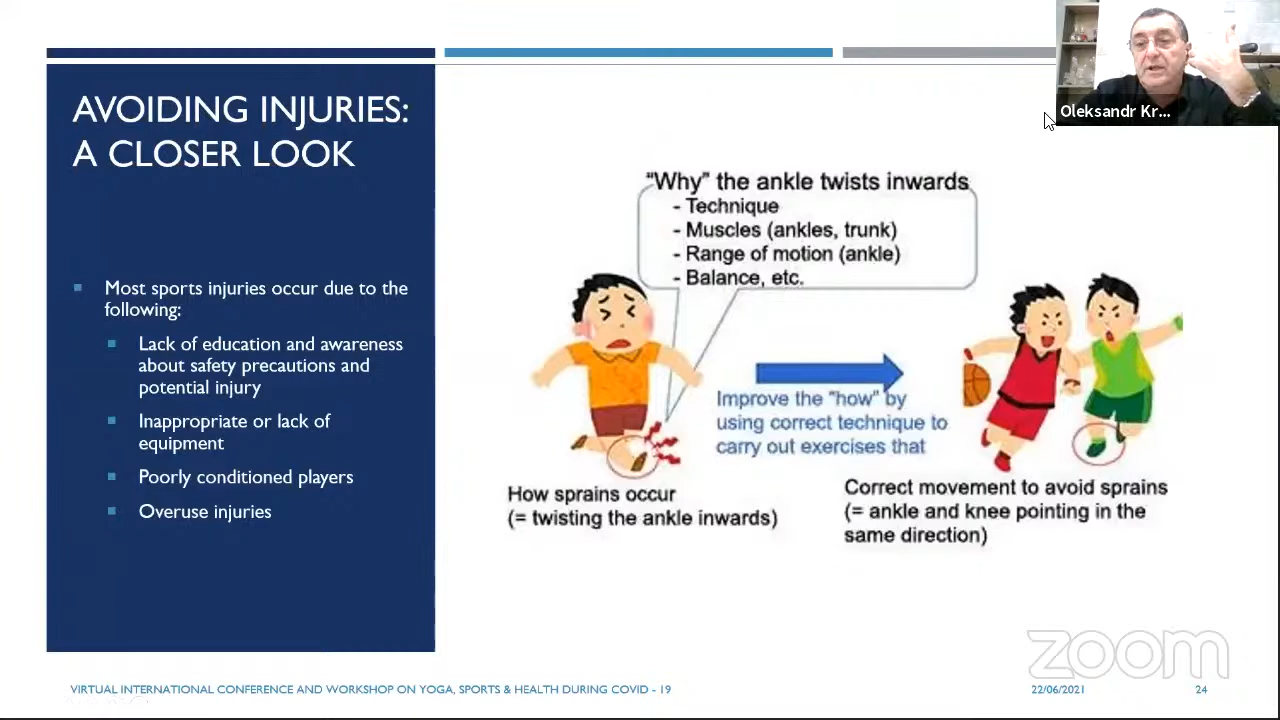 AVOIDING INJURIES:
A CLOSER LOOK
Most sports injuries occur due to the
following:
Lack of education and awareness
about safety precautions and
potential injury
Inappropriate or lack of
equipment
Poorly conditioned players
Overuse injuries
"Why" the ankle twists inwards
- Technique
- Muscles (ankles, trunk)
- Range of motion (ankle)
- Balance, etc.
Improve the "how" by
using correct technique to
carry out exercises that
How sprains occur
(= twisting the ankle inwards)
Correct movement to avoid sprains
(= ankle and knee pointing in the
same direction)
Oleksandr Kr...
zoom
VIRTUAL INTERNATIONAL CONFERENCE AND WORKSHOP ON YOGA, SPORTS & HEALTH DURING COVID - 19
22/06/2021
24